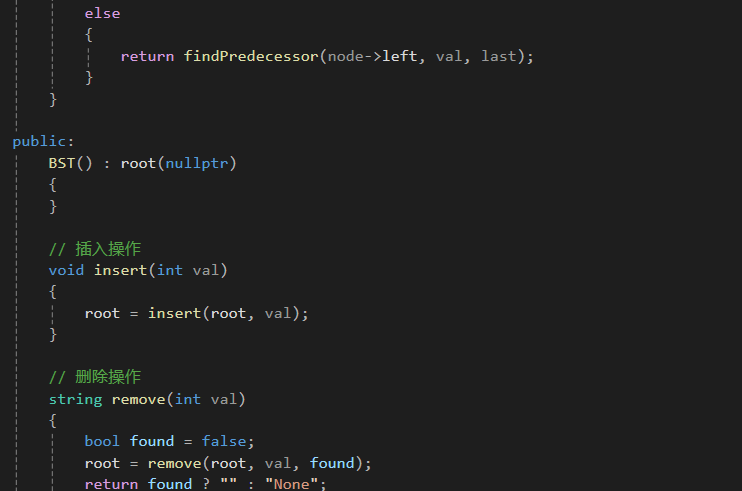 else
{
return findPredecessor(node->left, val, last);
}
}
public:
BST() : root(nullptr)
{
}
// 插入操作
void insert(int val)
{
root = insert(root, val);
}
// 删除操作
string remove(int val)
{
bool found = false;
root = remove(root, val, found);
return found ? "" : "None";